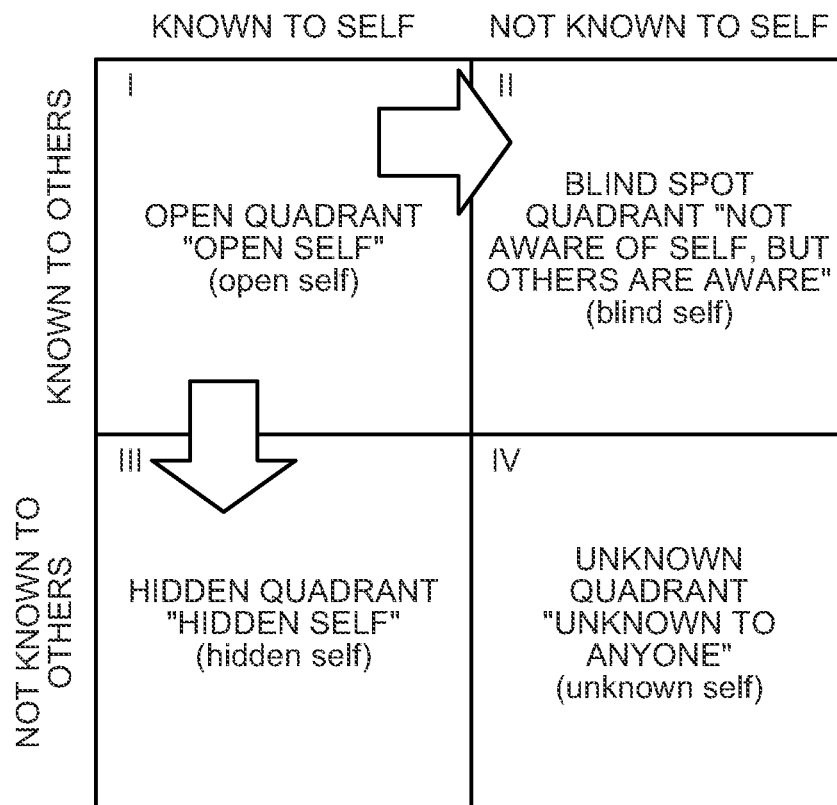 KNOWN TO SELF
NOT KNOWN TO SELF
KNOWN TO OTHERS
I
OPEN QUADRANT
"OPEN SELF"
(open self)
II
BLIND SPOT
QUADRANT "NOT
AWARE OF SELF, BUT
OTHERS ARE AWARE"
(blind self)
NOT KNOWN TO
OTHERS
III
HIDDEN QUADRANT
"HIDDEN SELF"
(hidden self)
IV
UNKNOWN
QUADRANT
"UNKNOWN TO
ANYONE"
(unknown self)